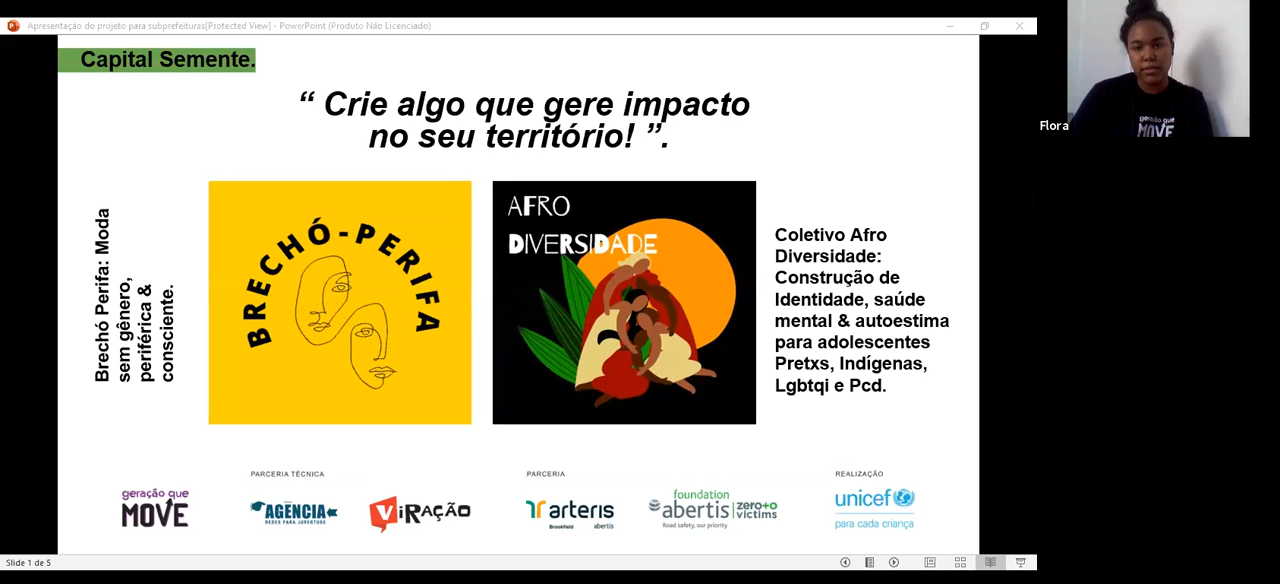 Apresentação do projeto para subprefeituras[Protected View] - PowerPoint (Produto Não Licenciado)
Capital Semente.
“ Crie algo que gere impacto
no seu território! ”.
Brechó Perifa: Moda
sem gênero,
periférica &
consciente.
BRECHÓ-PERIFA
AFRO
DIVERSIDADE
Coletivo Afro
Diversidade:
Construção de
Identidade, saúde
mental & autoestima
para adolescentes
Pretxs, Indígenas,
Lgbtqi e Pcd.
Flora
geração que
MOVE
PARCERIA TÉCNICA
PARCERIA
REALIZAÇÃO
geração que
MOVE
AGENCIA
REDES PARA JUVENTUDE
ViRAÇÃO
arteris
Brookfield abertis
foundation
abertis
zero+o
victims
Road safety, our priority
unicef
para cada criança
Slide 1 de 5